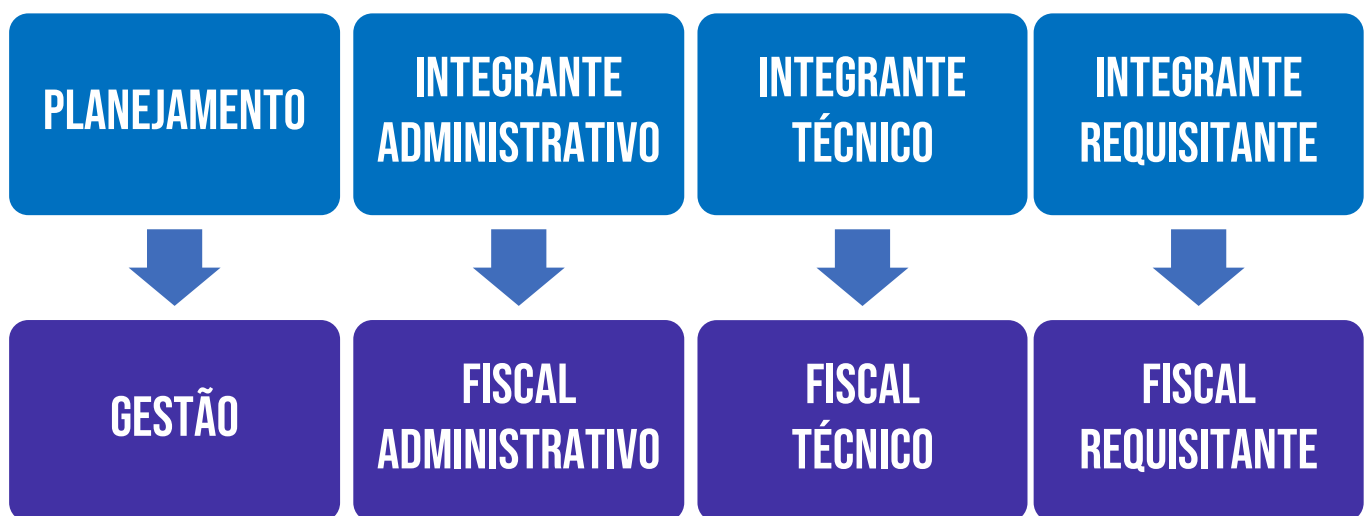 PLANEJAMENTO
INTEGRANTE
ADMINISTRATIVO
INTEGRANTE
TÉCNICO
INTEGRANTE
REQUISITANTE
GESTÃO
FISCAL
ADMINISTRATIVO
FISCAL
TÉCNICO
FISCAL
REQUISITANTE